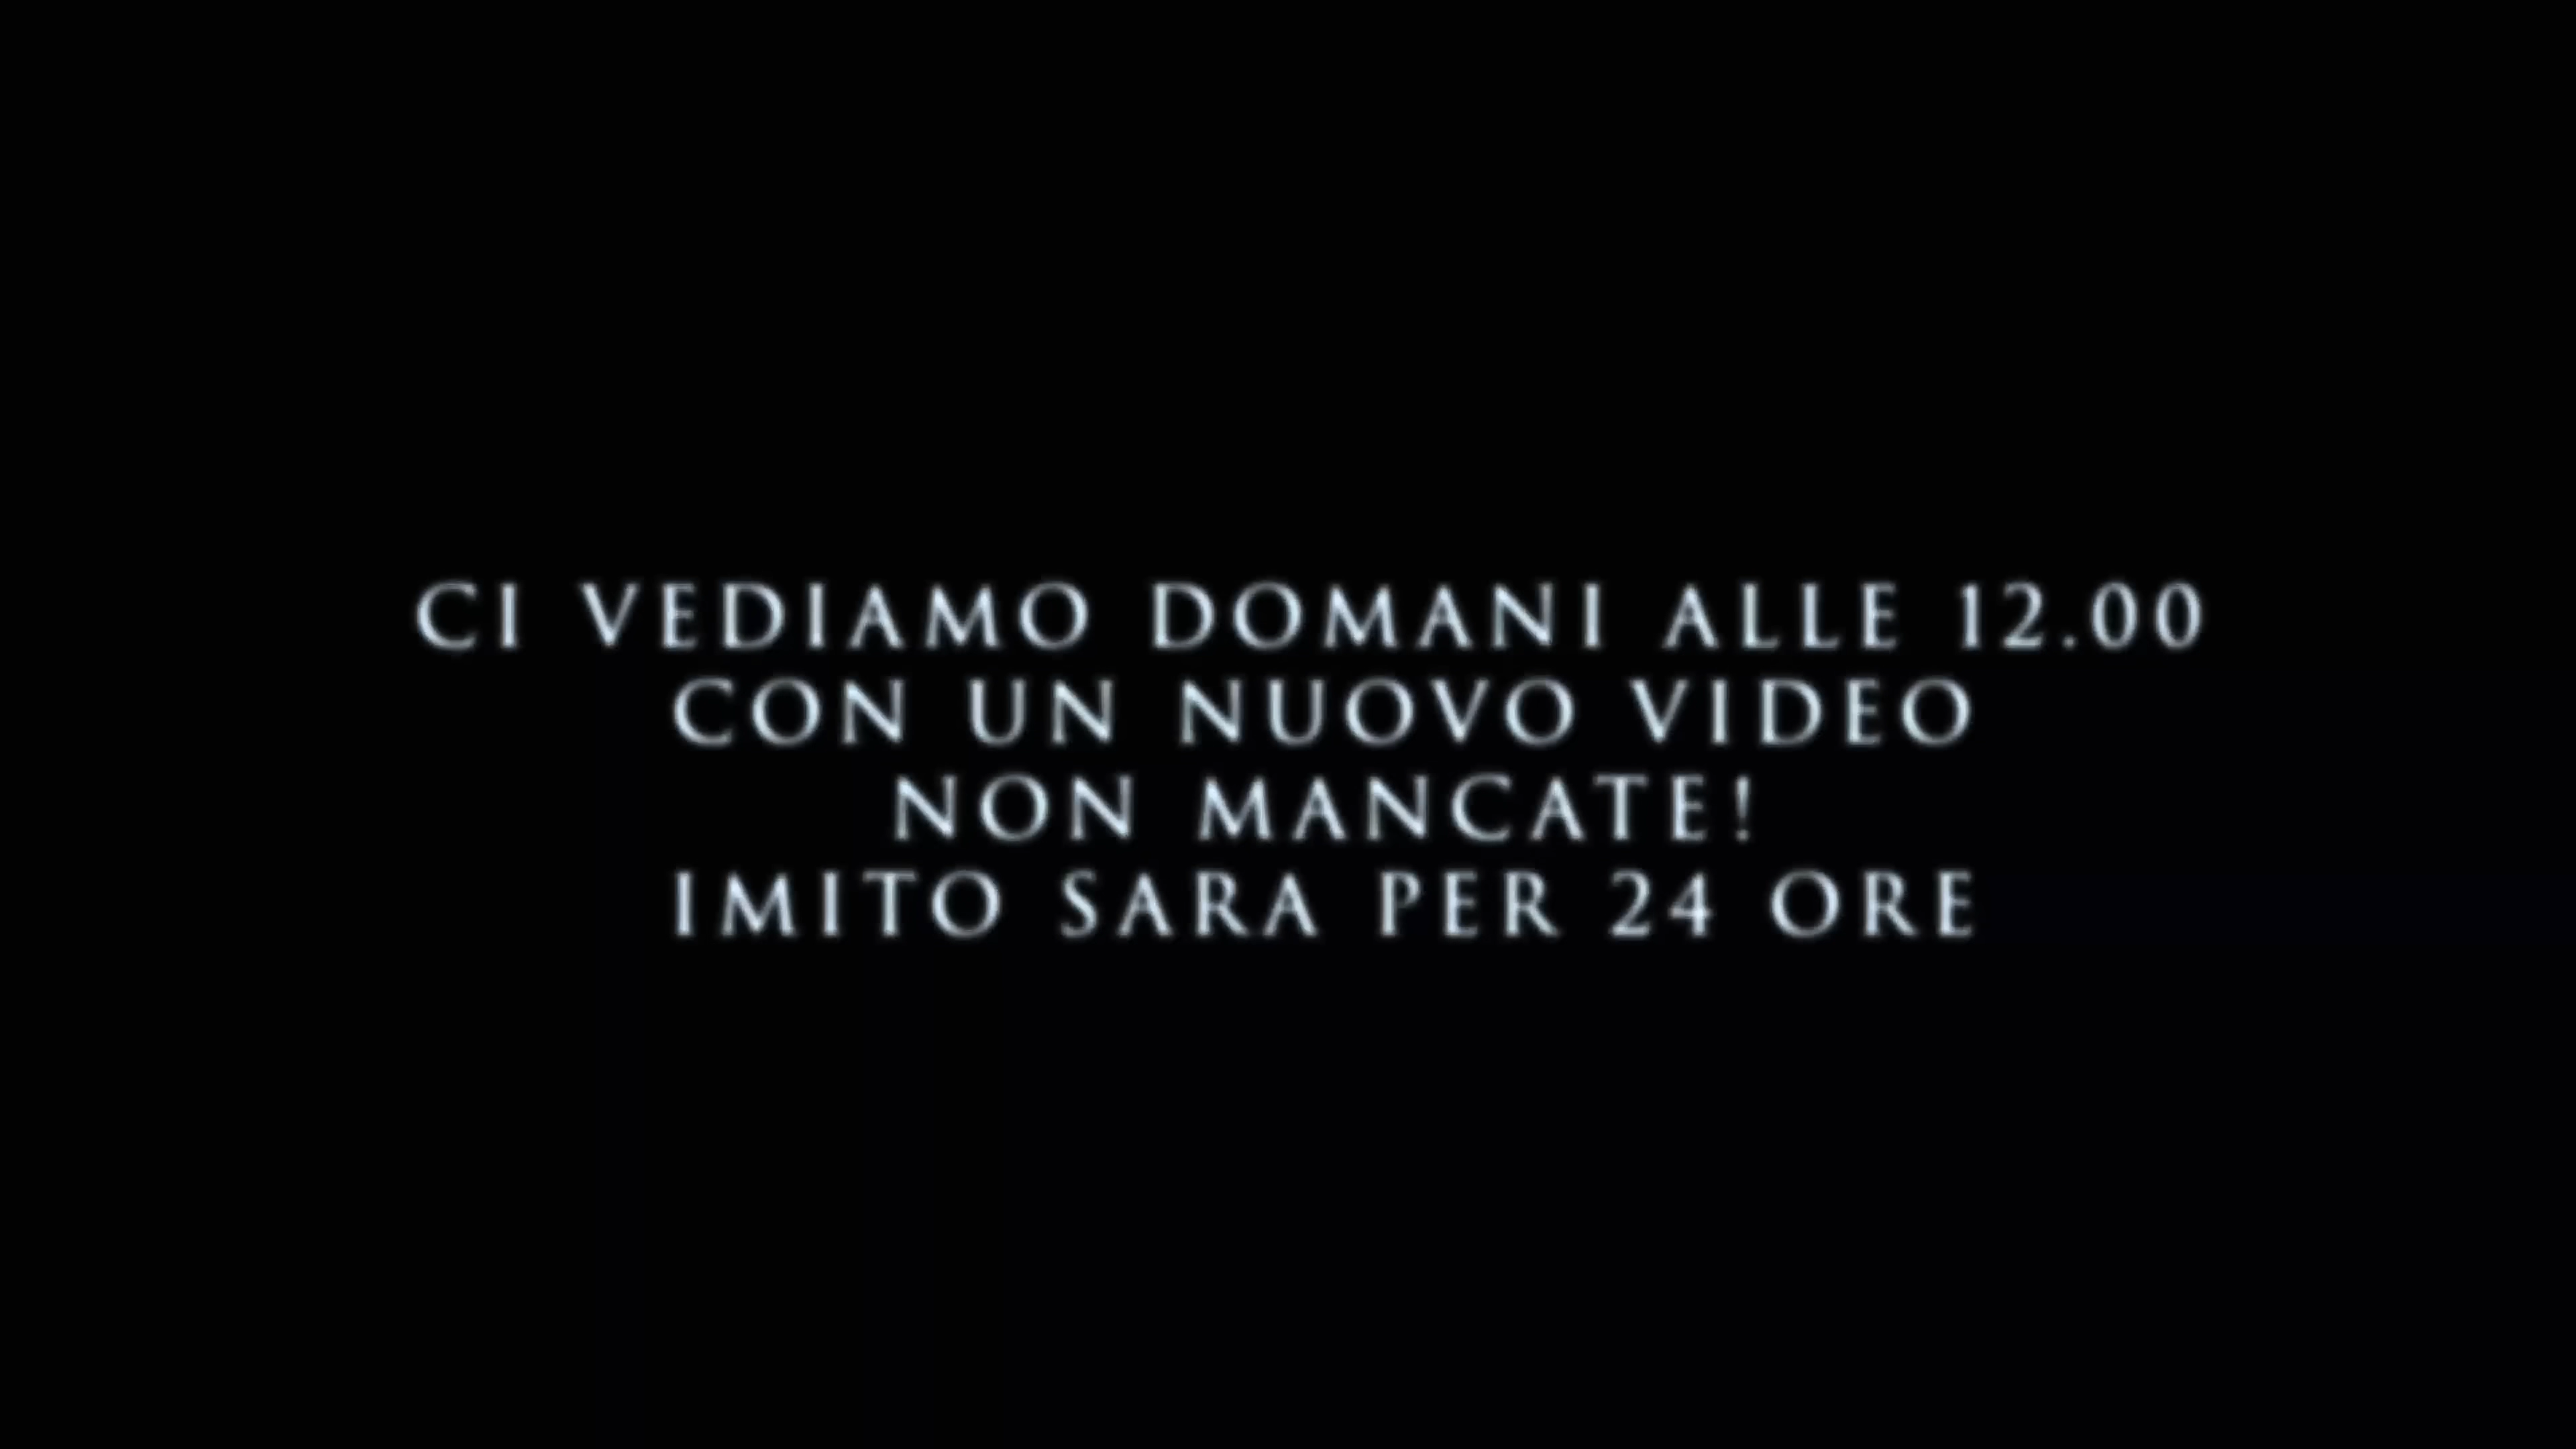 CI VEDIAMO DOMANI ALLE 12.00
CON UN NUOVO VIDEO
NON MANCATE!
IMITO SARA PER 24 ORE